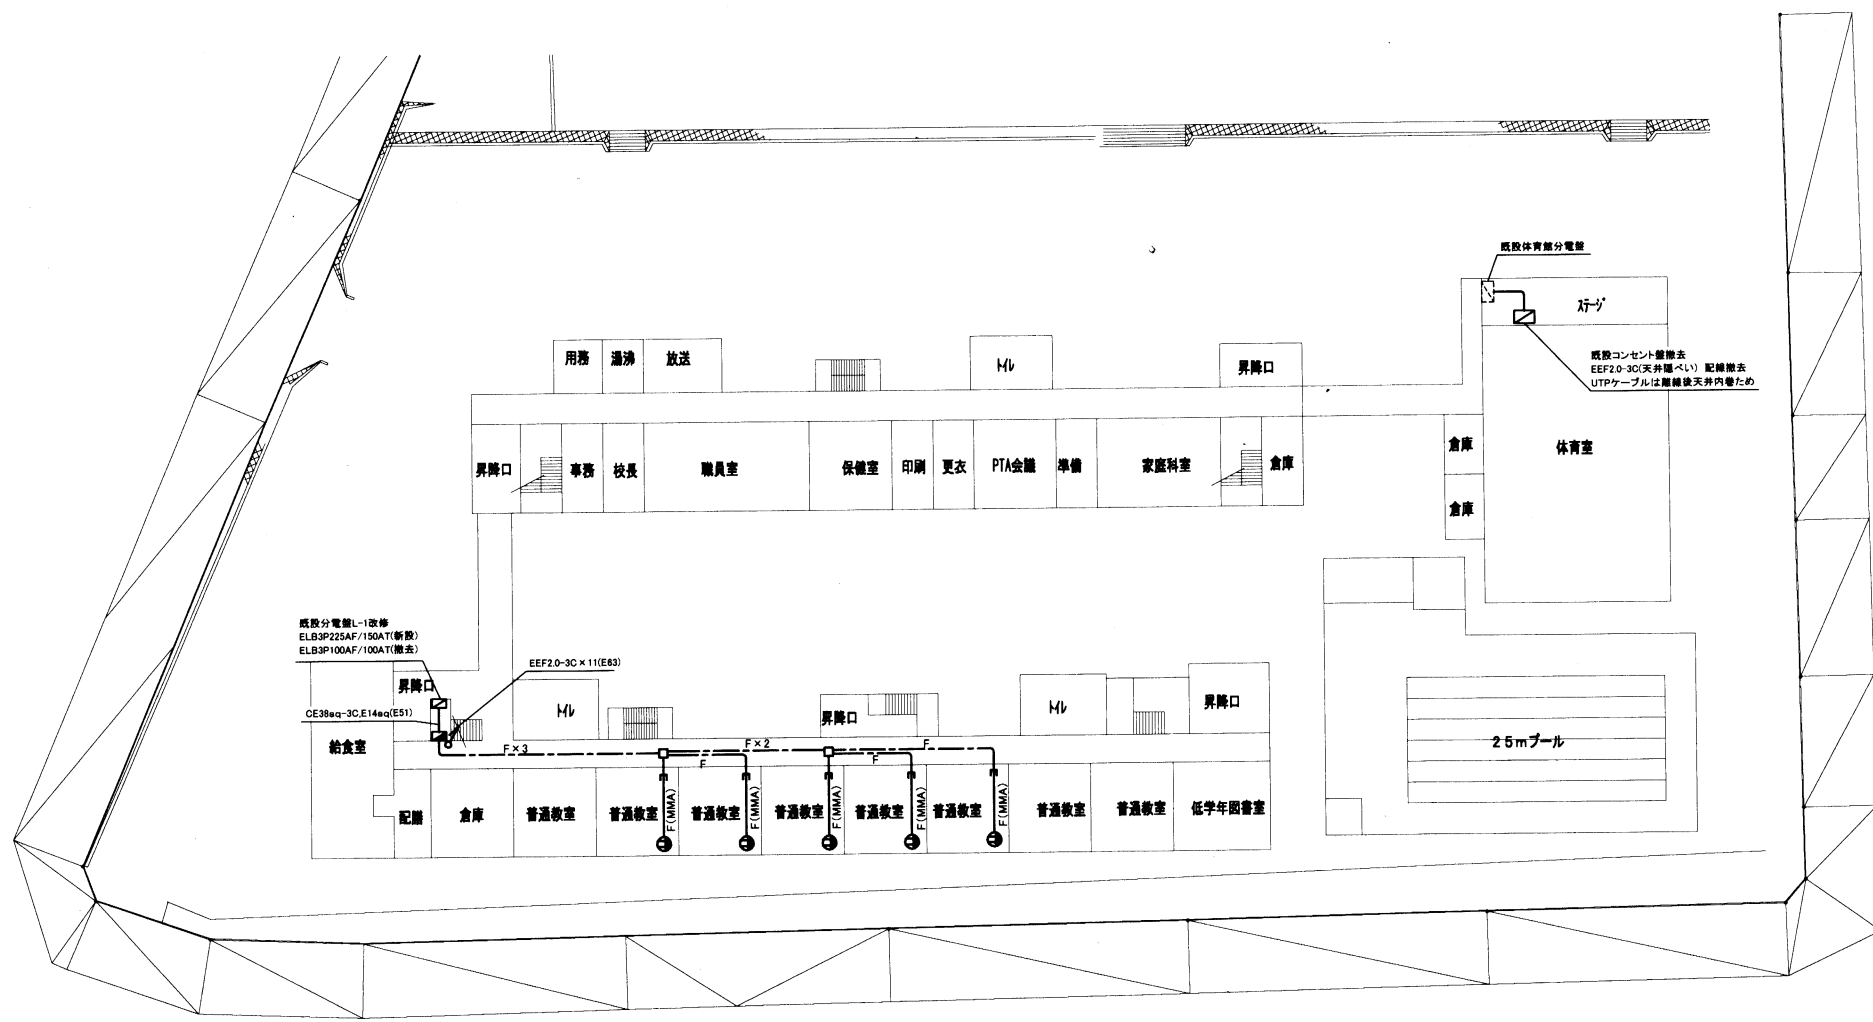 既設体育館分電盤
ステージ
既設コンセント盤撤去
EEF2.0-3C(天井隠ぺい) 配線撤去
UTPケーブルは離線後天井内巻ため
用務
湯沸
放送
トイレ
昇降口
昇降口
事務
校長
職員室
保健室
印刷
更衣
PTA会議
準備
家庭科室
倉庫
倉庫
体育室
倉庫
既設分電盤L-1改修
ELB3P225AF/150AT(新設)
ELB3P100AF/100AT(撤去)
EEF2.0-3C×11(E63)
昇降口
CE38sq-3C,E14sq(E51)
トイレ
昇降口
トイレ
昇降口
給食室
F×3
F×2
F
F
F
25mプール
配膳
倉庫
普通教室
普通教室
F(MMA)
普通教室
F(MMA)
普通教室
F(MMA)
普通教室
F(MMA)
普通教室
F(MMA)
普通教室
普通教室
低学年図書室